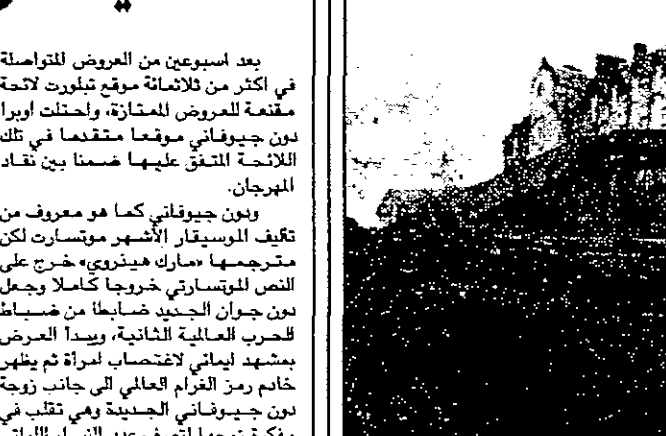 بعد اسبوعين من العروض المتواصلة
في اكثر من ثلاثمائة موقع تبلورت لائحة
مقنعة للعروض الممتازة، واحتلت أوبرا
دون جيوفاني موقعا متقدما في تلك
اللائحة المتفق عليها ضمنا بين نقاد
المهرجان.
ودون جيوفاني كما هو معروف من
تأليف الموسيقار الأشهر موتسارت لكن
مترجمها «مارك هينروي» خرج على
النص الموتسارتي خروجا كاملا وجعل
دون جوان الجديد ضابطا من ضباط
الحرب العالمية الثانية، ويبدأ العرض
بمشهد ايمائي لاغتصاب امرأة ثم يظهر
خادم رمز الغرام العالمي الى جانب زوجة
دون جيوفاني الجديدة وهي تقلب في